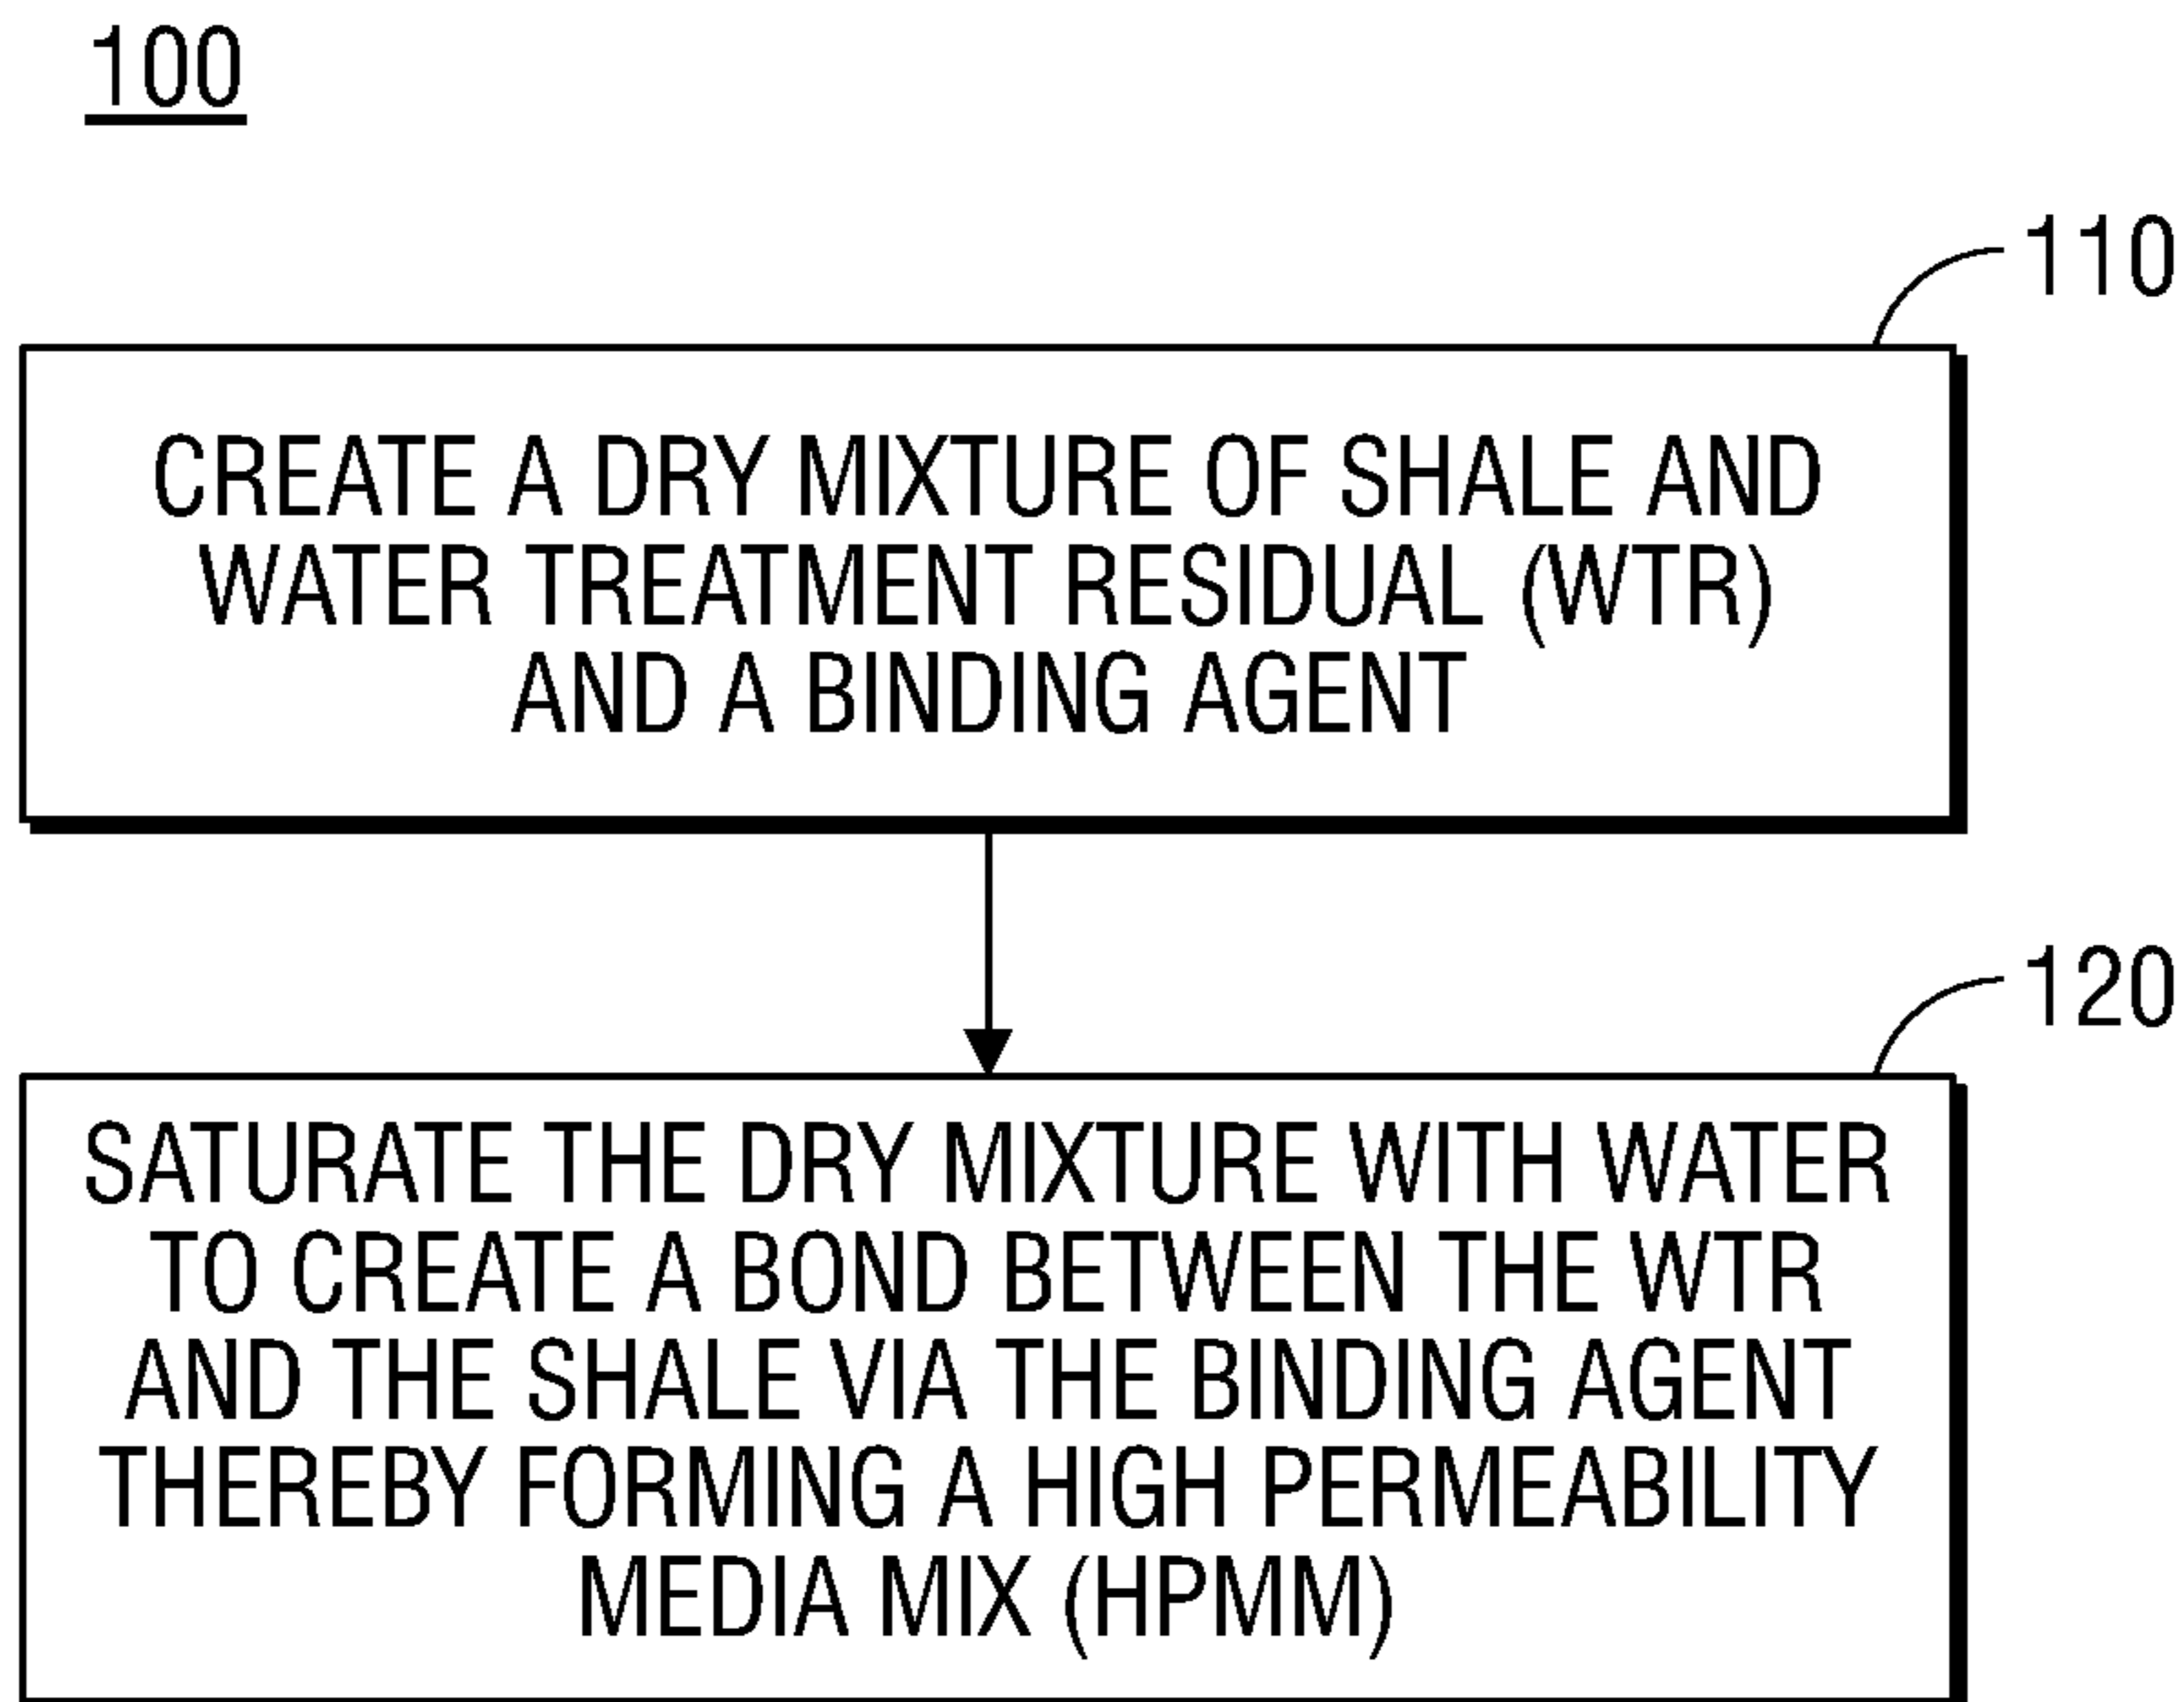 100
110
CREATE A DRY MIXTURE OF SHALE AND
WATER TREATMENT RESIDUAL (WTR)
AND A BINDING AGENT
120
SATURATE THE DRY MIXTURE WITH WATER
TO CREATE A BOND BETWEEN THE WTR
AND THE SHALE VIA THE BINDING AGENT
THEREBY FORMING A HIGH PERMEABILITY
MEDIA MIX (HPMM)